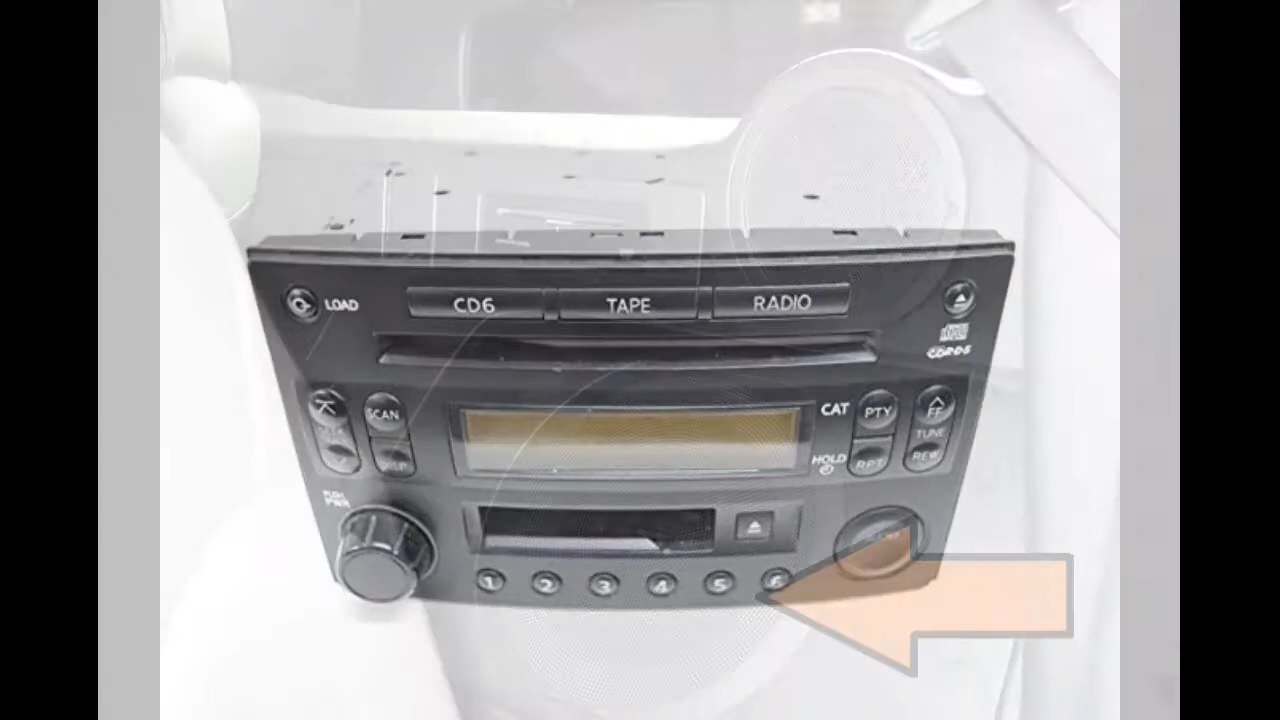 LOAD
CD6
TAPE
RADIO
SCAN
CAT
PTY
FF
TUNE
HOLD
RPT
REW
PUSH
PWR
1 2 3 4 5 6